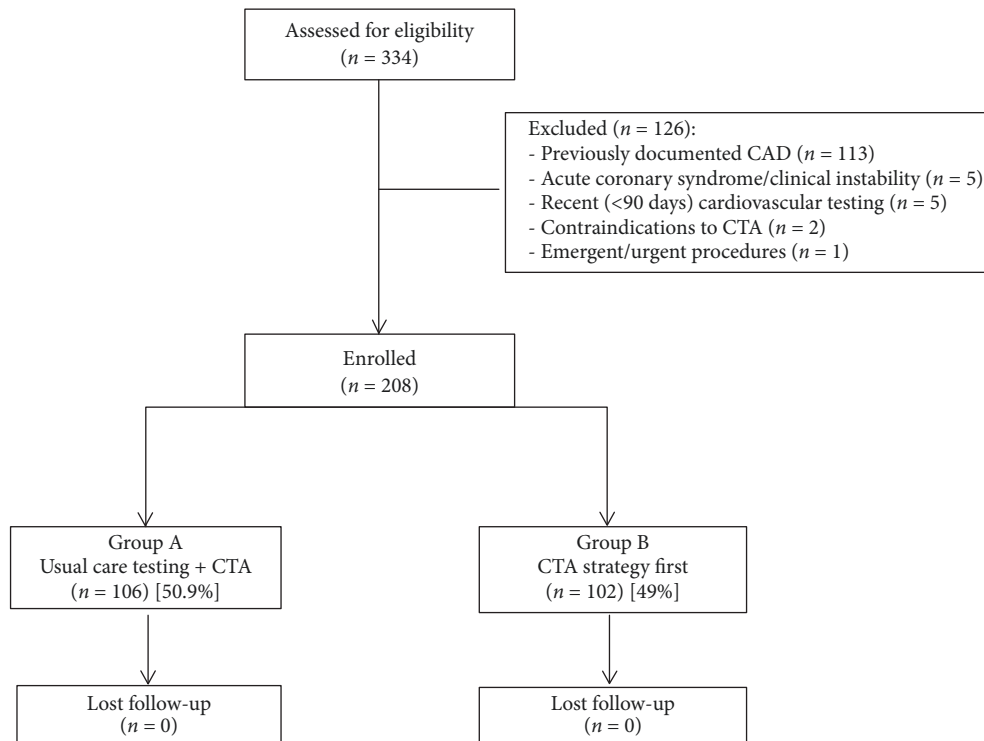 Assessed for eligibility
(n = 334)
Excluded (n = 126):
- Previously documented CAD (n = 113)
- Acute coronary syndrome/clinical instability (n = 5)
- Recent (<90 days) cardiovascular testing (n = 5)
- Contraindications to CTA (n = 2)
- Emergent/urgent procedures (n = 1)
Enrolled
(n = 208)
Group A
Usual care testing + CTA
(n = 106) [50.9%]
Group B
CTA strategy first
(n = 102) [49%]
Lost follow-up
(n = 0)
Lost follow-up
(n = 0)